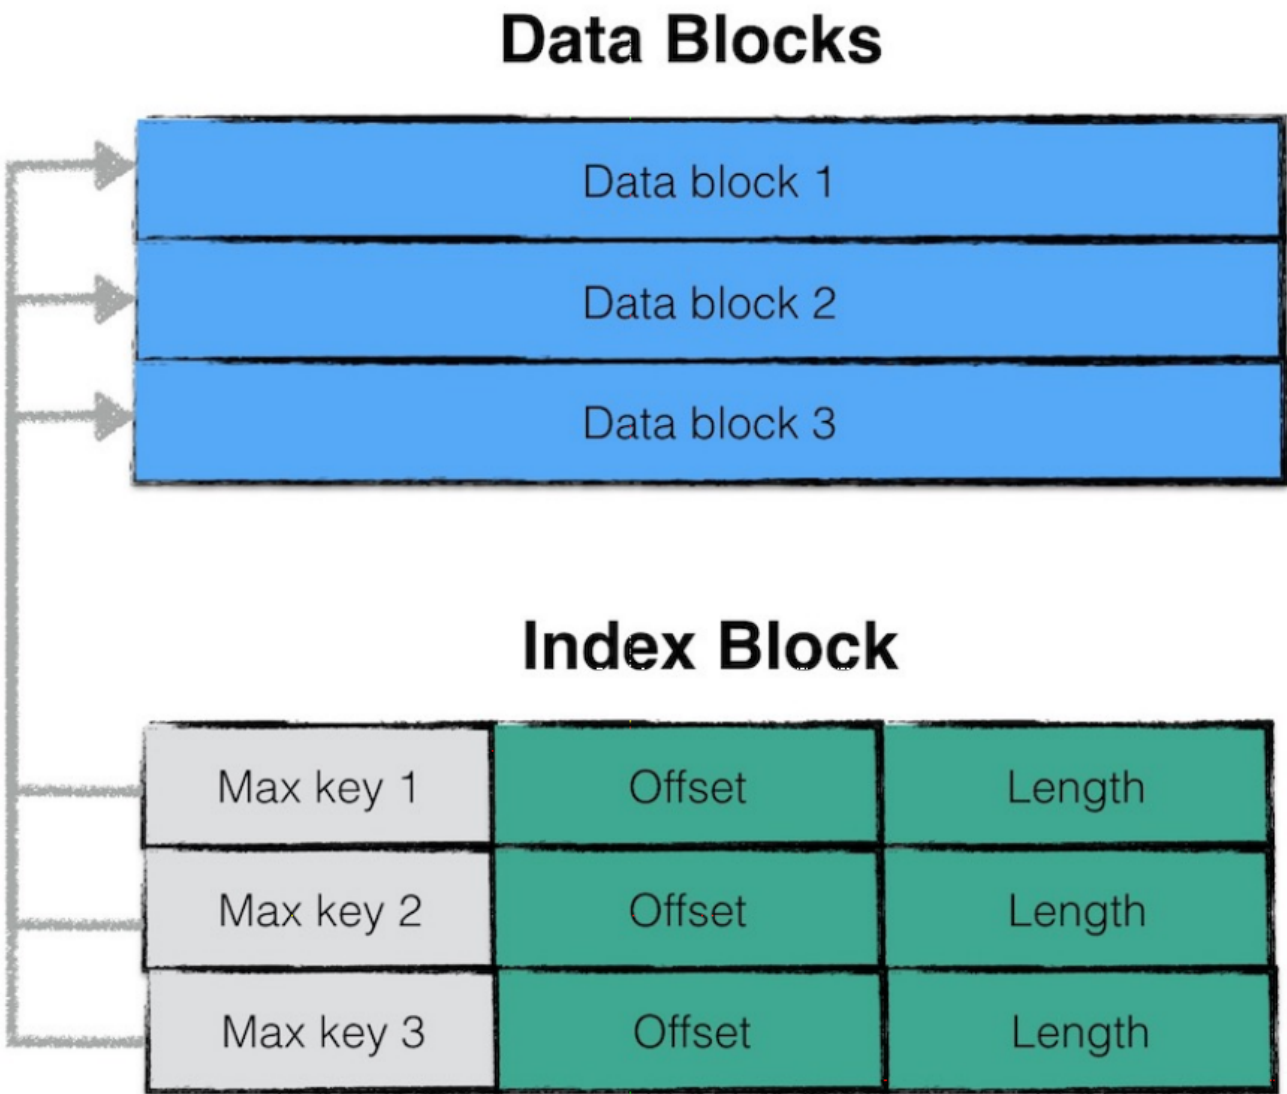 Data Blocks
Data block 1
Data block 2
Data block 3
Index Block
Max key 1 Offset Length
Max key 2 Offset Length
Max key 3 Offset Length